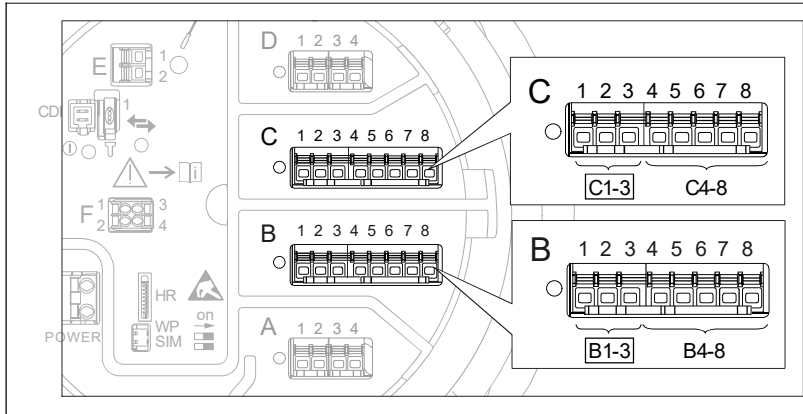 D
1 2 3 4
E
1
2
CDI
1
i
C
1 2 3 4 5 6 7 8
F
1
2
3
4
B
1 2 3 4 5 6 7 8
HR
WP
SIM
on
POWER
A
1 2 3 4
C
1 2 3 4 5 6 7 8
C1-3
C4-8
B
1 2 3 4 5 6 7 8
B1-3
B4-8